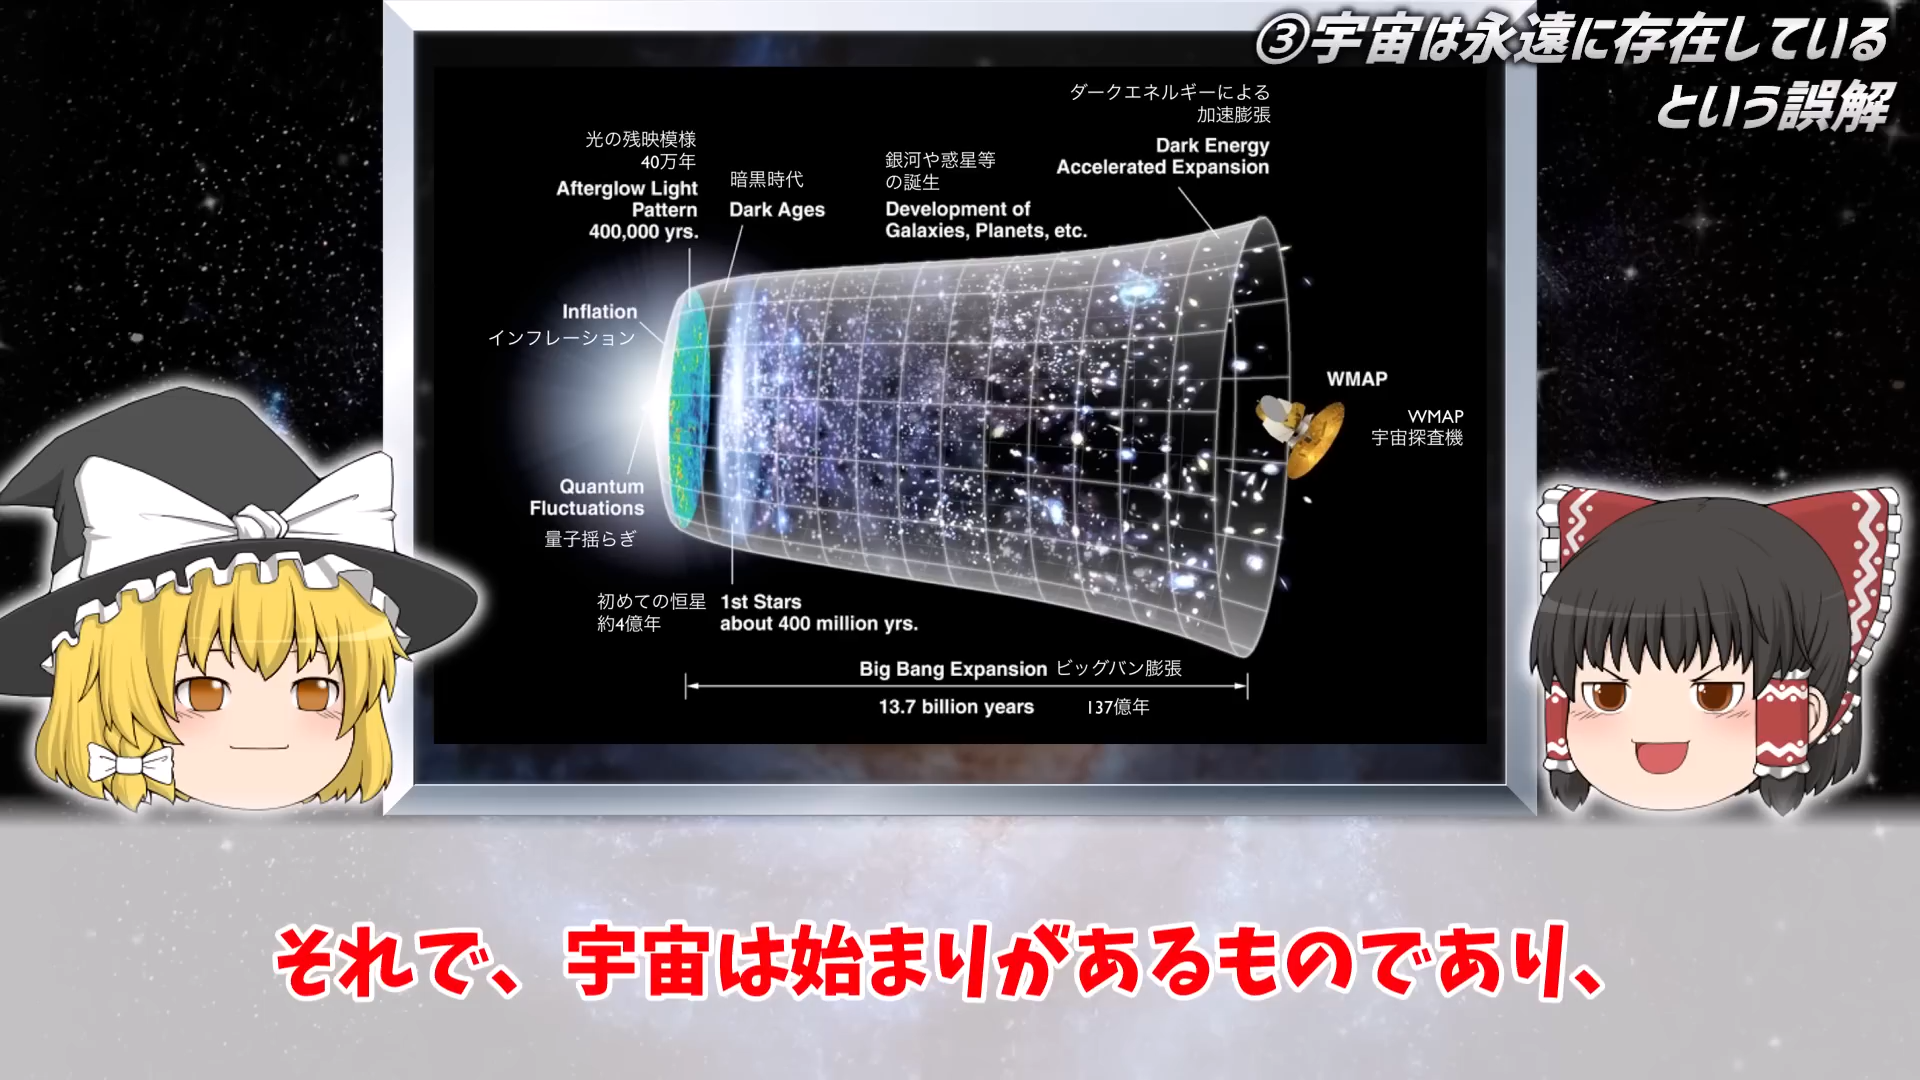 ③宇宙は永遠に存在している
という誤解
ダークエネルギーによる
加速膨張
Dark Energy
Accelerated Expansion
光の残映模様
40万年
Afterglow Light
Pattern
400,000 yrs.
暗黒時代
Dark Ages
銀河や惑星等
の誕生
Development of
Galaxies, Planets, etc.
Inflation
インフレーション
WMAP
WMAP
宇宙探査機
Quantum
Fluctuations
量子揺らぎ
初めての恒星
約4億年
1st Stars
about 400 million yrs.
Big Bang Expansion ビッグバン膨張
13.7 billion years 137億年
それで、宇宙は始まりがあるものであり、